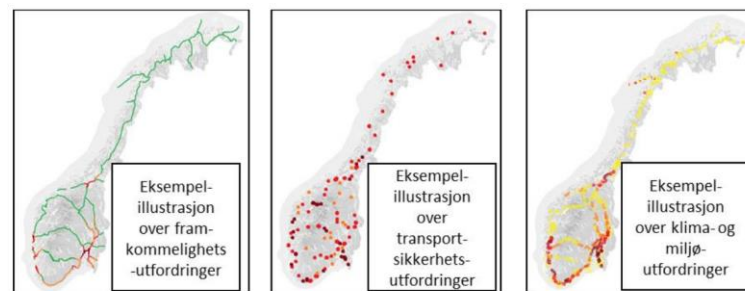 Eksempel-
illustrasjon
over fram-
kommelighets
-utfordringer
Eksempel-
illustrasjon
over
transport-
sikkerhets-
utfordringer
Eksempel-
illustrasjon
over klima- og
miljø-
utfordringer